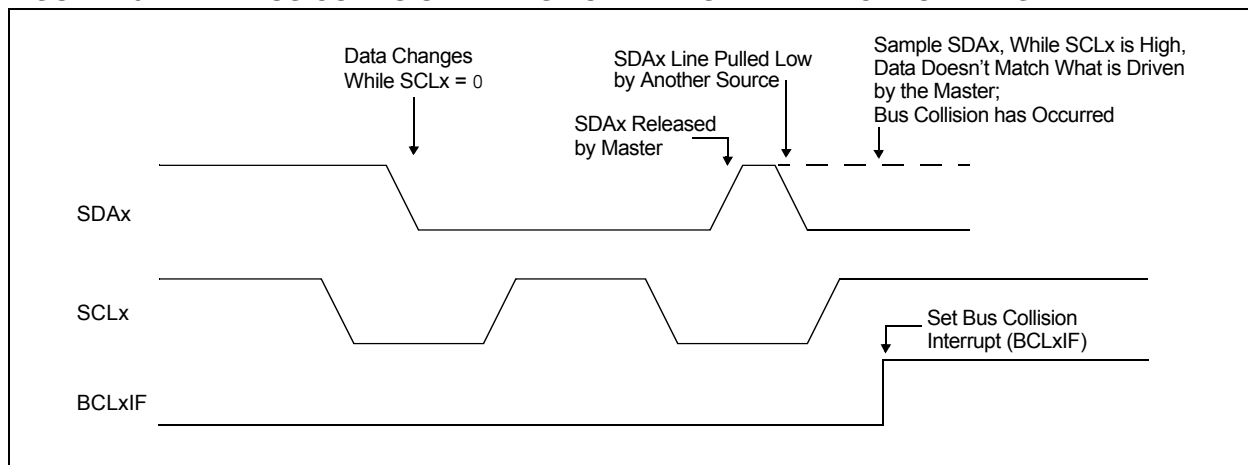 Data Changes
While SCLx = 0
SDAx Line Pulled Low
by Another Source
SDAx Released
by Master
Sample SDAx, While SCLx is High,
Data Doesn't Match What is Driven
by the Master;
Bus Collision has Occurred
SDAx
SCLx
Set Bus Collision
Interrupt (BCLxIF)
BCLxIF